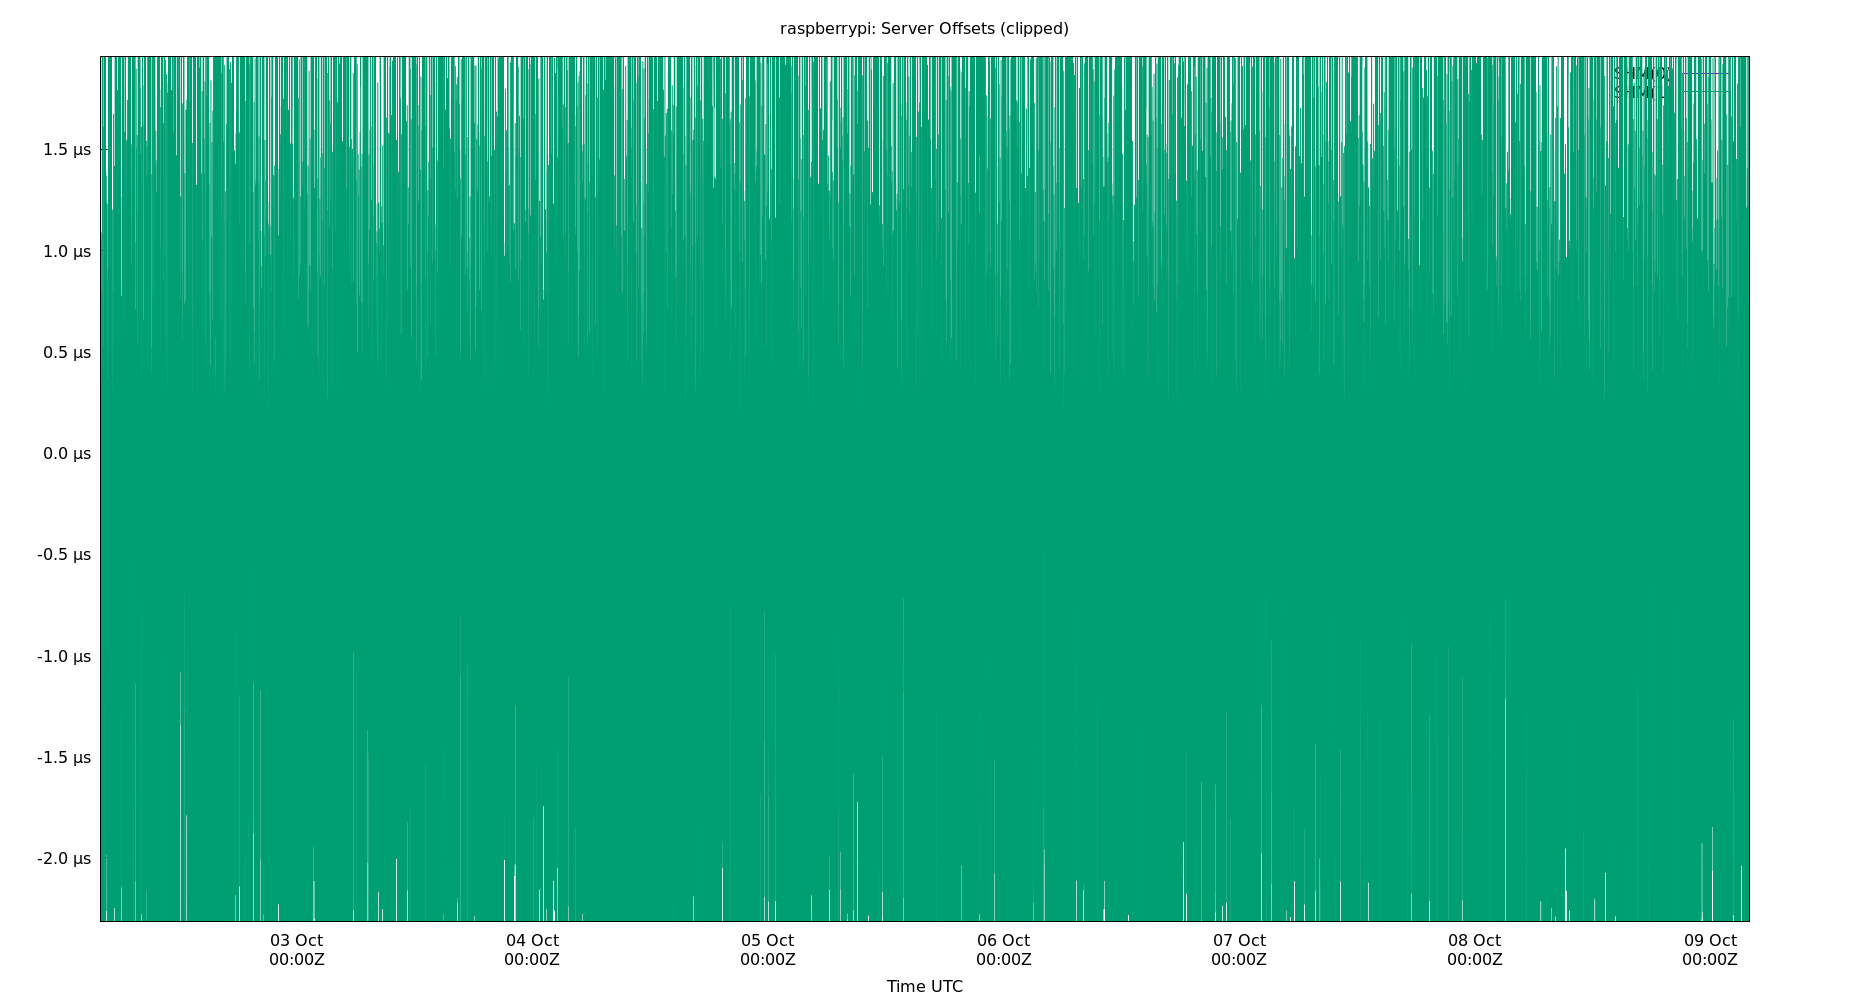 raspberrypi: Server Offsets (clipped)
SHM(0)
1.5 µs
1.0 µs
0.5 µs
0.0 µs
-0.5 µs
-1.0 µs
-1.5 µs
-2.0 µs
03 Oct 04 Oct 05 Oct 06 Oct 07 Oct 08 Oct 09 Oct
00:00Z 00:00Z 00:00Z 00:00Z 00:00Z 00:00Z 00:00Z
Time UTC